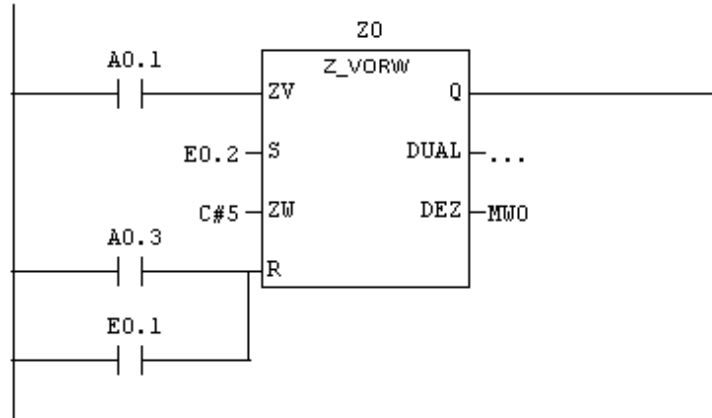 Z0
A0.1
Z_VORW
ZV Q
E0.2 S DUAL ...
C#5 ZW DEZ MW0
A0.3
R
E0.1